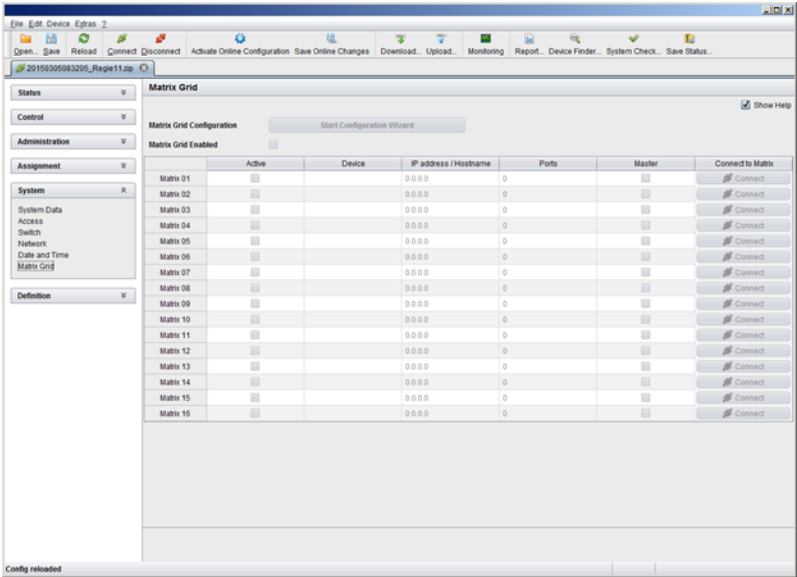 File Edit Device Extras ?
Open... Save Reload Connect Disconnect Activate Online Configuration Save Online Changes Download... Upload... Monitoring Report... Device Finder... System Check... Save Status...
20150305083205_Regie11.zip
Status
Control
Administration
Assignment
System
System Data
Access
Switch
Network
Date and Time
Matrix Grid
Definition
Matrix Grid
Show Help
Matrix Grid Configuration Start Configuration Wizard
Matrix Grid Enabled
Active Device IP address / Hostname Ports Master Connect to Matrix
Matrix 01 0.0.0.0 0 Connect
Matrix 02 0.0.0.0 0 Connect
Matrix 03 0.0.0.0 0 Connect
Matrix 04 0.0.0.0 0 Connect
Matrix 05 0.0.0.0 0 Connect
Matrix 06 0.0.0.0 0 Connect
Matrix 07 0.0.0.0 0 Connect
Matrix 08 0.0.0.0 0 Connect
Matrix 09 0.0.0.0 0 Connect
Matrix 10 0.0.0.0 0 Connect
Matrix 11 0.0.0.0 0 Connect
Matrix 12 0.0.0.0 0 Connect
Matrix 13 0.0.0.0 0 Connect
Matrix 14 0.0.0.0 0 Connect
Matrix 15 0.0.0.0 0 Connect
Matrix 16 0.0.0.0 0 Connect
Config reloaded